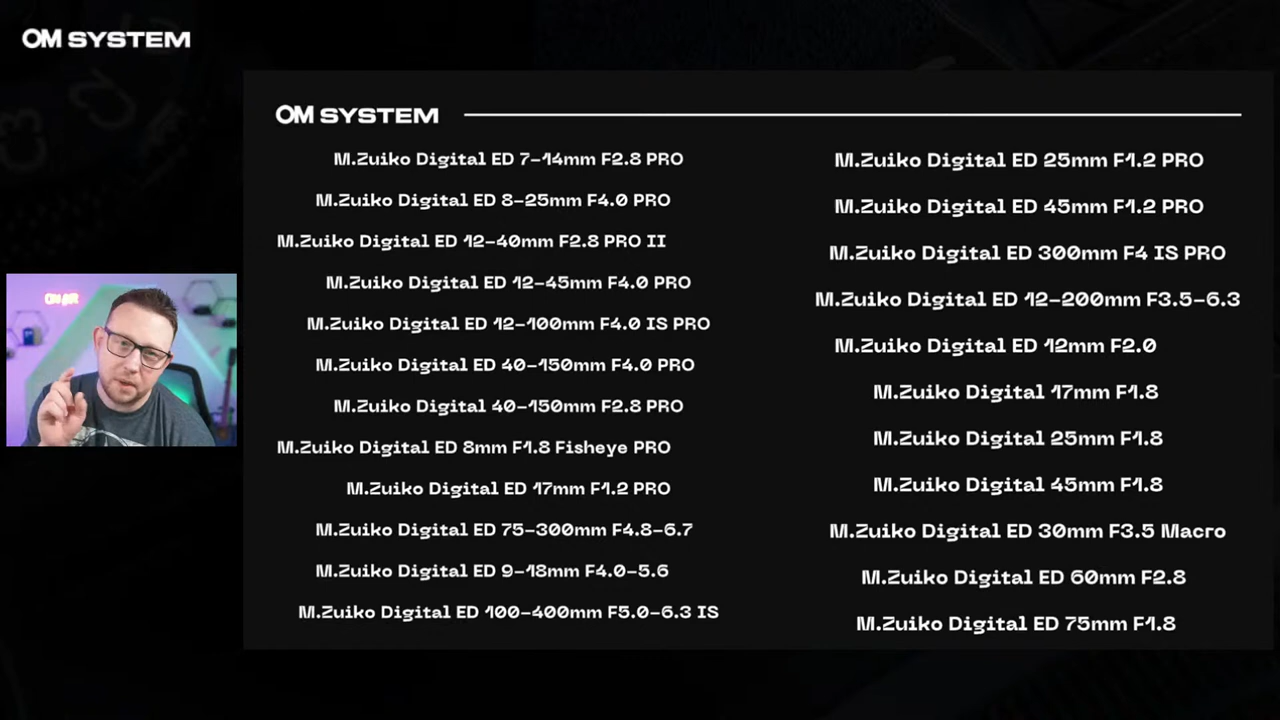 OM SYSTEM
OM SYSTEM
M.Zuiko Digital ED 7-14mm F2.8 PRO
M.Zuiko Digital ED 8-25mm F4.0 PRO
M.Zuiko Digital ED 12-40mm F2.8 PRO II
M.Zuiko Digital ED 12-45mm F4.0 PRO
M.Zuiko Digital ED 12-100mm F4.0 IS PRO
M.Zuiko Digital ED 40-150mm F4.0 PRO
M.Zuiko Digital 40-150mm F2.8 PRO
M.Zuiko Digital ED 8mm F1.8 Fisheye PRO
M.Zuiko Digital ED 17mm F1.2 PRO
M.Zuiko Digital ED 75-300mm F4.8-6.7
M.Zuiko Digital ED 9-18mm F4.0-5.6
M.Zuiko Digital ED 100-400mm F5.0-6.3 IS
M.Zuiko Digital ED 25mm F1.2 PRO
M.Zuiko Digital ED 45mm F1.2 PRO
M.Zuiko Digital ED 300mm F4 IS PRO
M.Zuiko Digital ED 12-200mm F3.5-6.3
M.Zuiko Digital ED 12mm F2.0
M.Zuiko Digital 17mm F1.8
M.Zuiko Digital 25mm F1.8
M.Zuiko Digital 45mm F1.8
M.Zuiko Digital ED 30mm F3.5 Macro
M.Zuiko Digital ED 60mm F2.8
M.Zuiko Digital ED 75mm F1.8
ON AIR